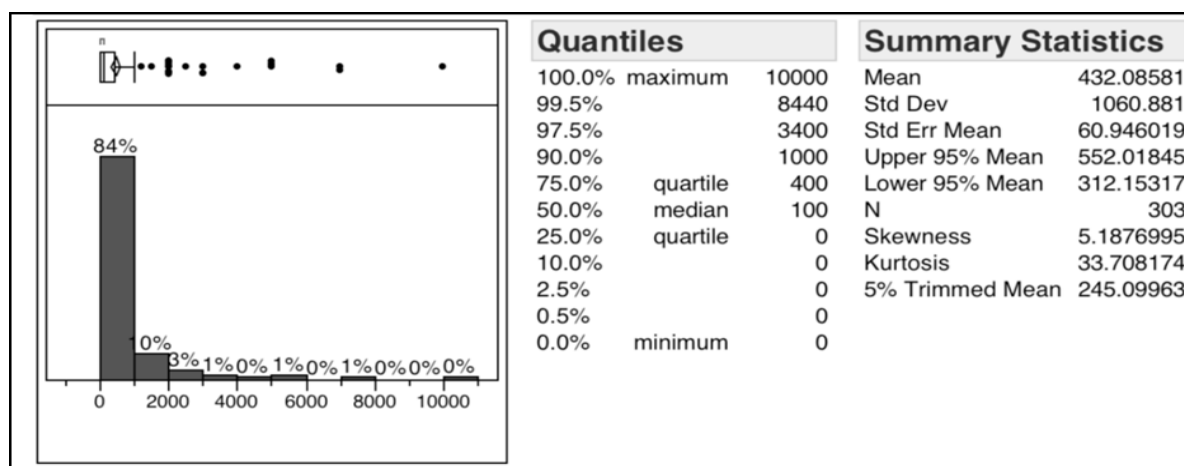 84%
10%
3%
1%
0%
1%
0%
1%
0%
0%
0%
0 2000 4000 6000 8000 10000
Quantiles
100.0% maximum 10000
99.5% 8440
97.5% 3400
90.0% 1000
75.0% quartile 400
50.0% median 100
25.0% quartile 0
10.0% 0
2.5% 0
0.5% 0
0.0% minimum 0
Summary Statistics
Mean 432.08581
Std Dev 1060.881
Std Err Mean 60.946019
Upper 95% Mean 552.01845
Lower 95% Mean 312.15317
N 303
Skewness 5.1876995
Kurtosis 33.708174
5% Trimmed Mean 245.09963